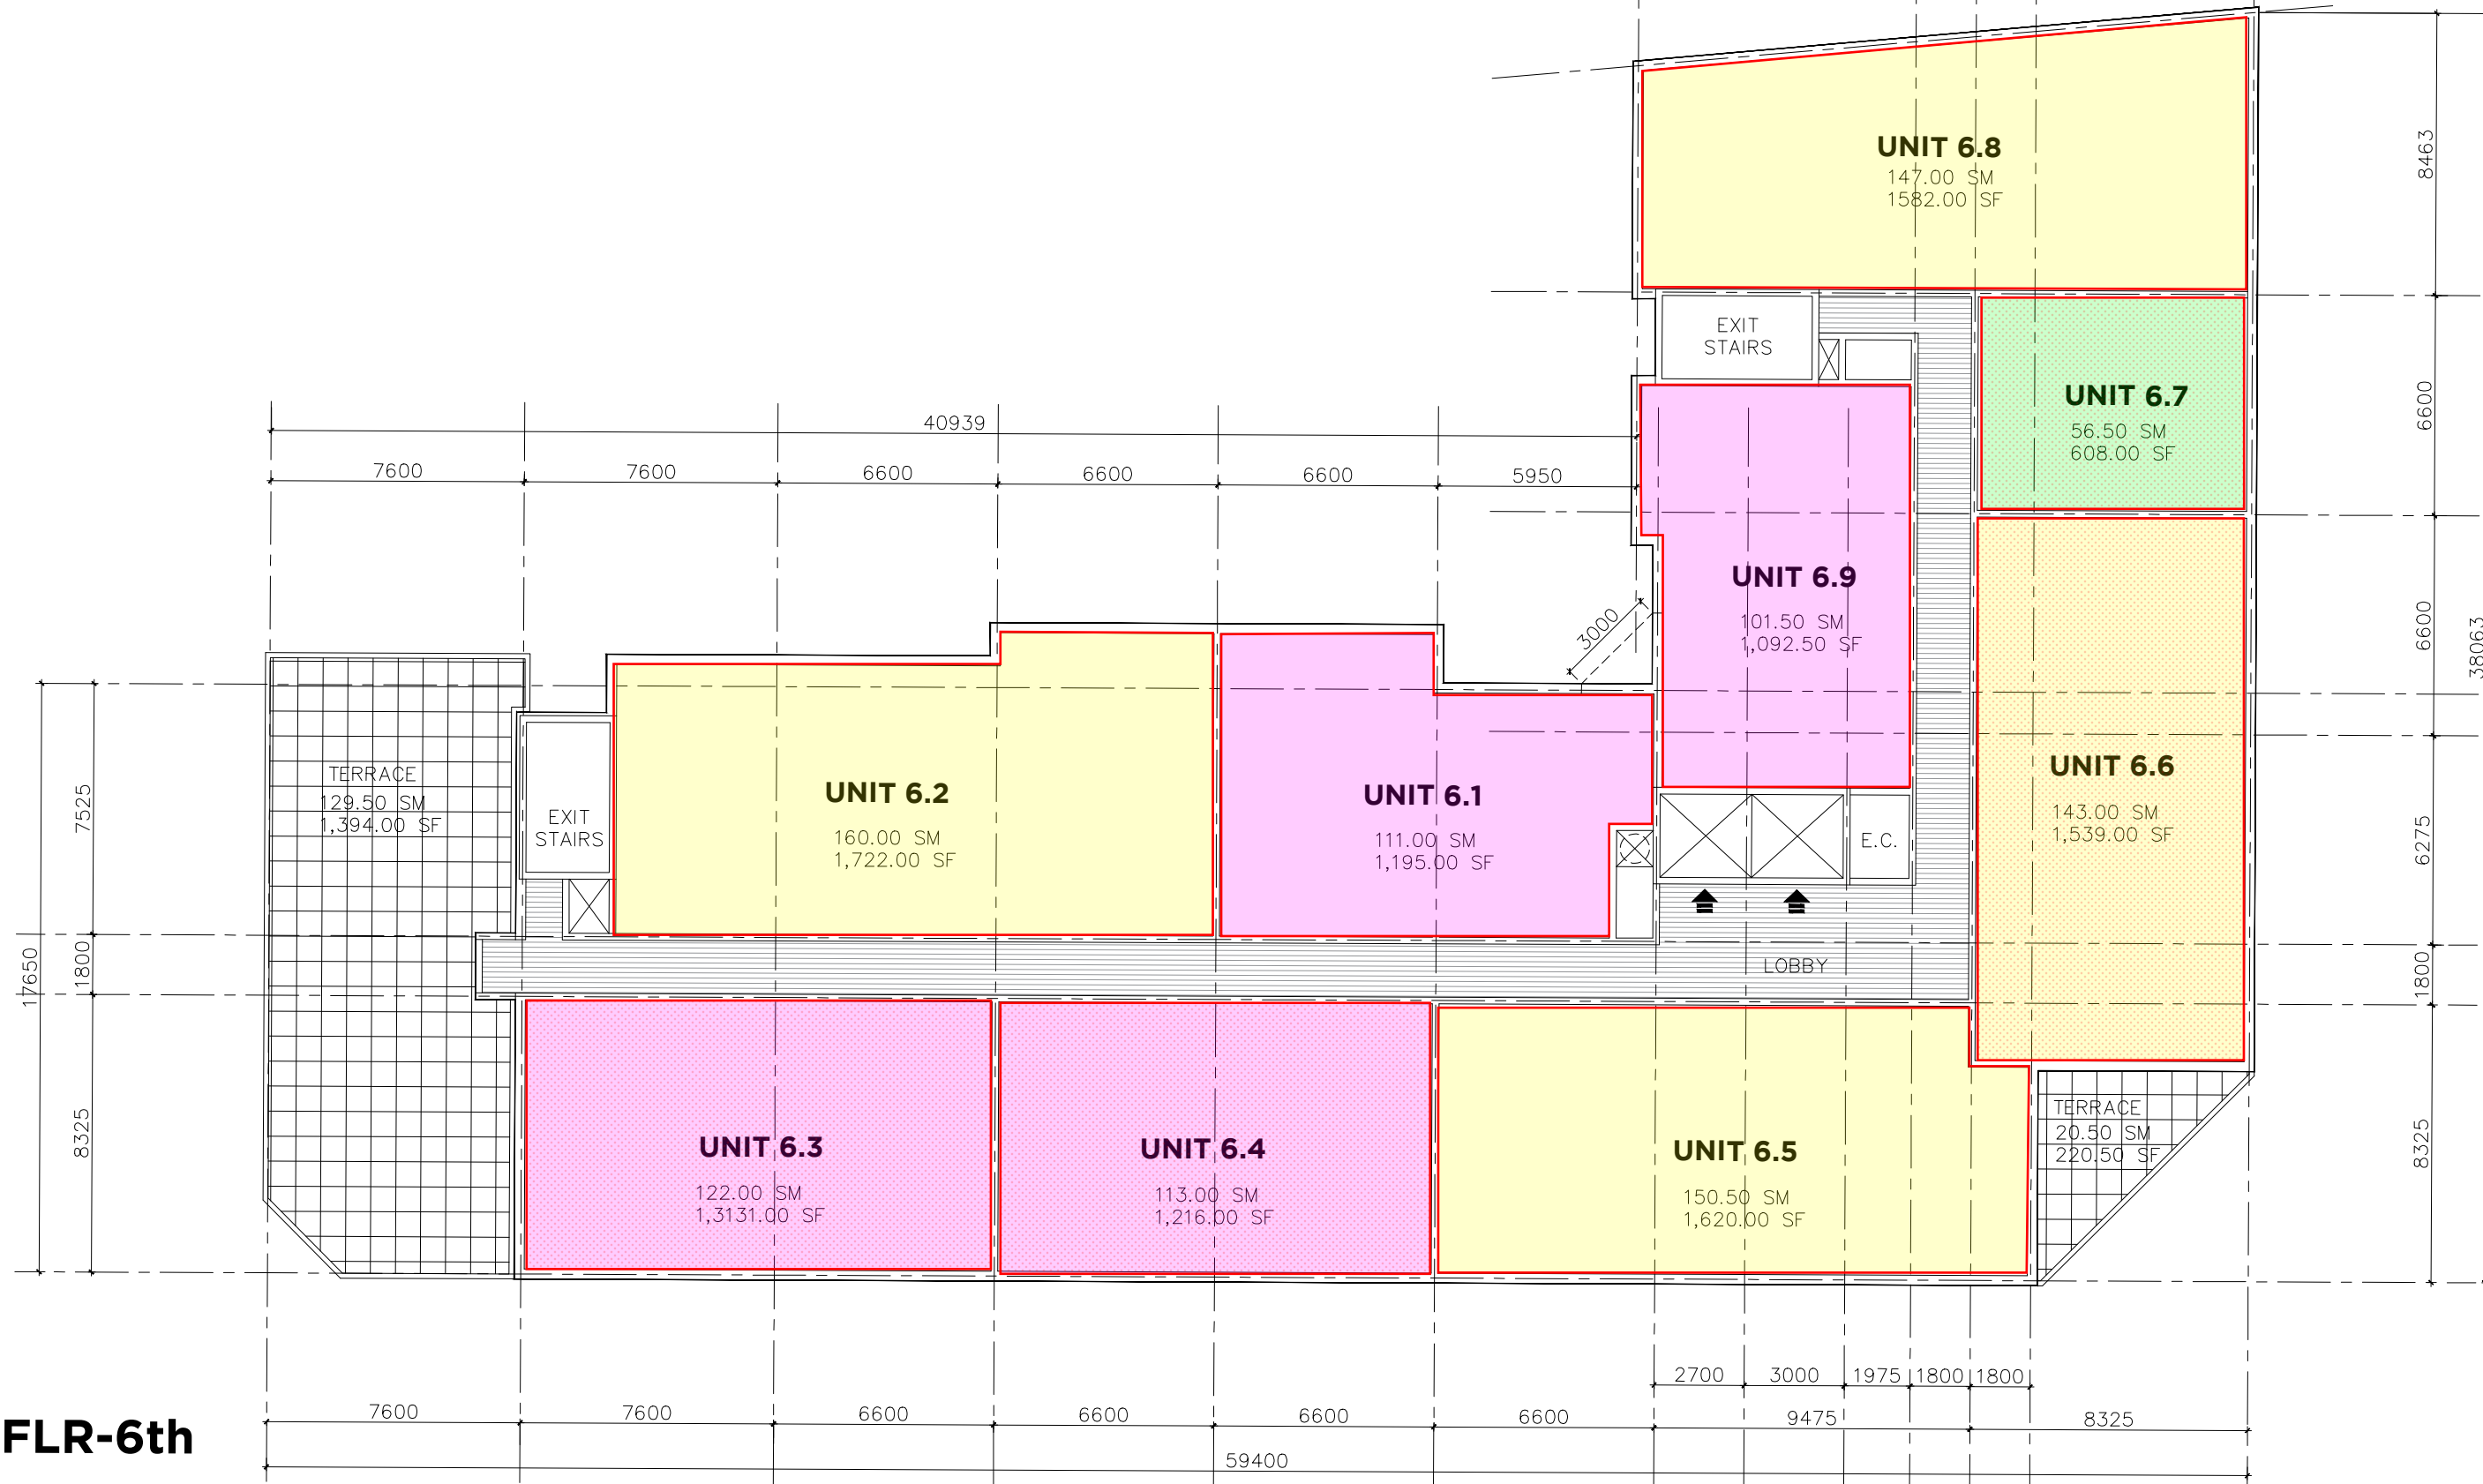 UNIT 6.8
147.00 SM
1582.00 SF
8463
EXIT
STAIRS
UNIT 6.7
56.50 SM
608.00 SF
6600
40939
7600
7600
6600
6600
6600
5950
UNIT 6.9
101.50 SM
1,092.50 SF
3000
6600
38063
UNIT 6.6
143.00 SM
1,539.00 SF
TERRACE
129.50 SM
1,394.00 SF
7525
EXIT
STAIRS
UNIT 6.2
160.00 SM
1,722.00 SF
UNIT 6.1
111.00 SM
1,195.00 SF
E.C.
6275
17650
1800
LOBBY
1800
8325
UNIT 6.3
122.00 SM
1,3131.00 SF
UNIT 6.4
113.00 SM
1,216.00 SF
UNIT 6.5
150.50 SM
1,620.00 SF
TERRACE
20.50 SM
220.50 SF
8325
2700
3000
1975
1800
1800
7600
7600
6600
6600
6600
6600
9475
8325
59400
FLR-6th